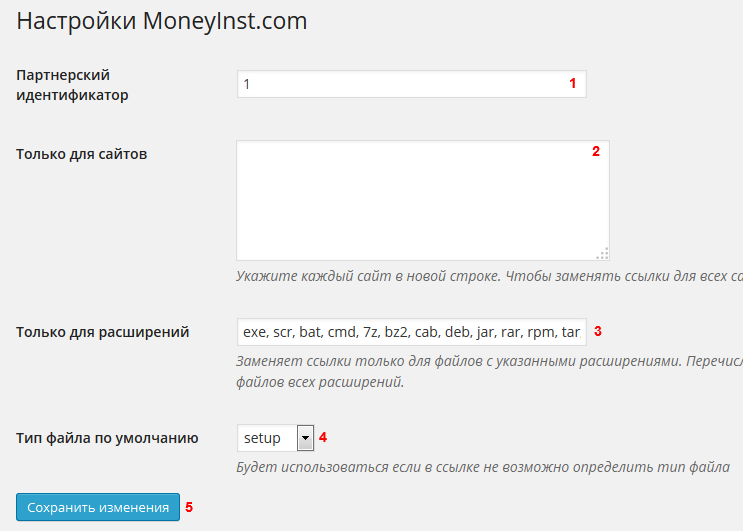 Настройки MoneyInst.com
Партнерский
идентификатор
1
1
Только для сайтов
2
Укажите каждый сайт в новой строке. Чтобы заменять ссылки для всех са
Только для расширений
exe, scr, bat, cmd, 7z, bz2, cab, deb, jar, rar, rpm, tar
3
Заменяет ссылки только для файлов с указанными расширениями. Перечисл
файлов всех расширений.
Тип файла по умолчанию
setup
4
Будет использоваться если в ссылке не возможно определить тип файла
Сохранить изменения
5